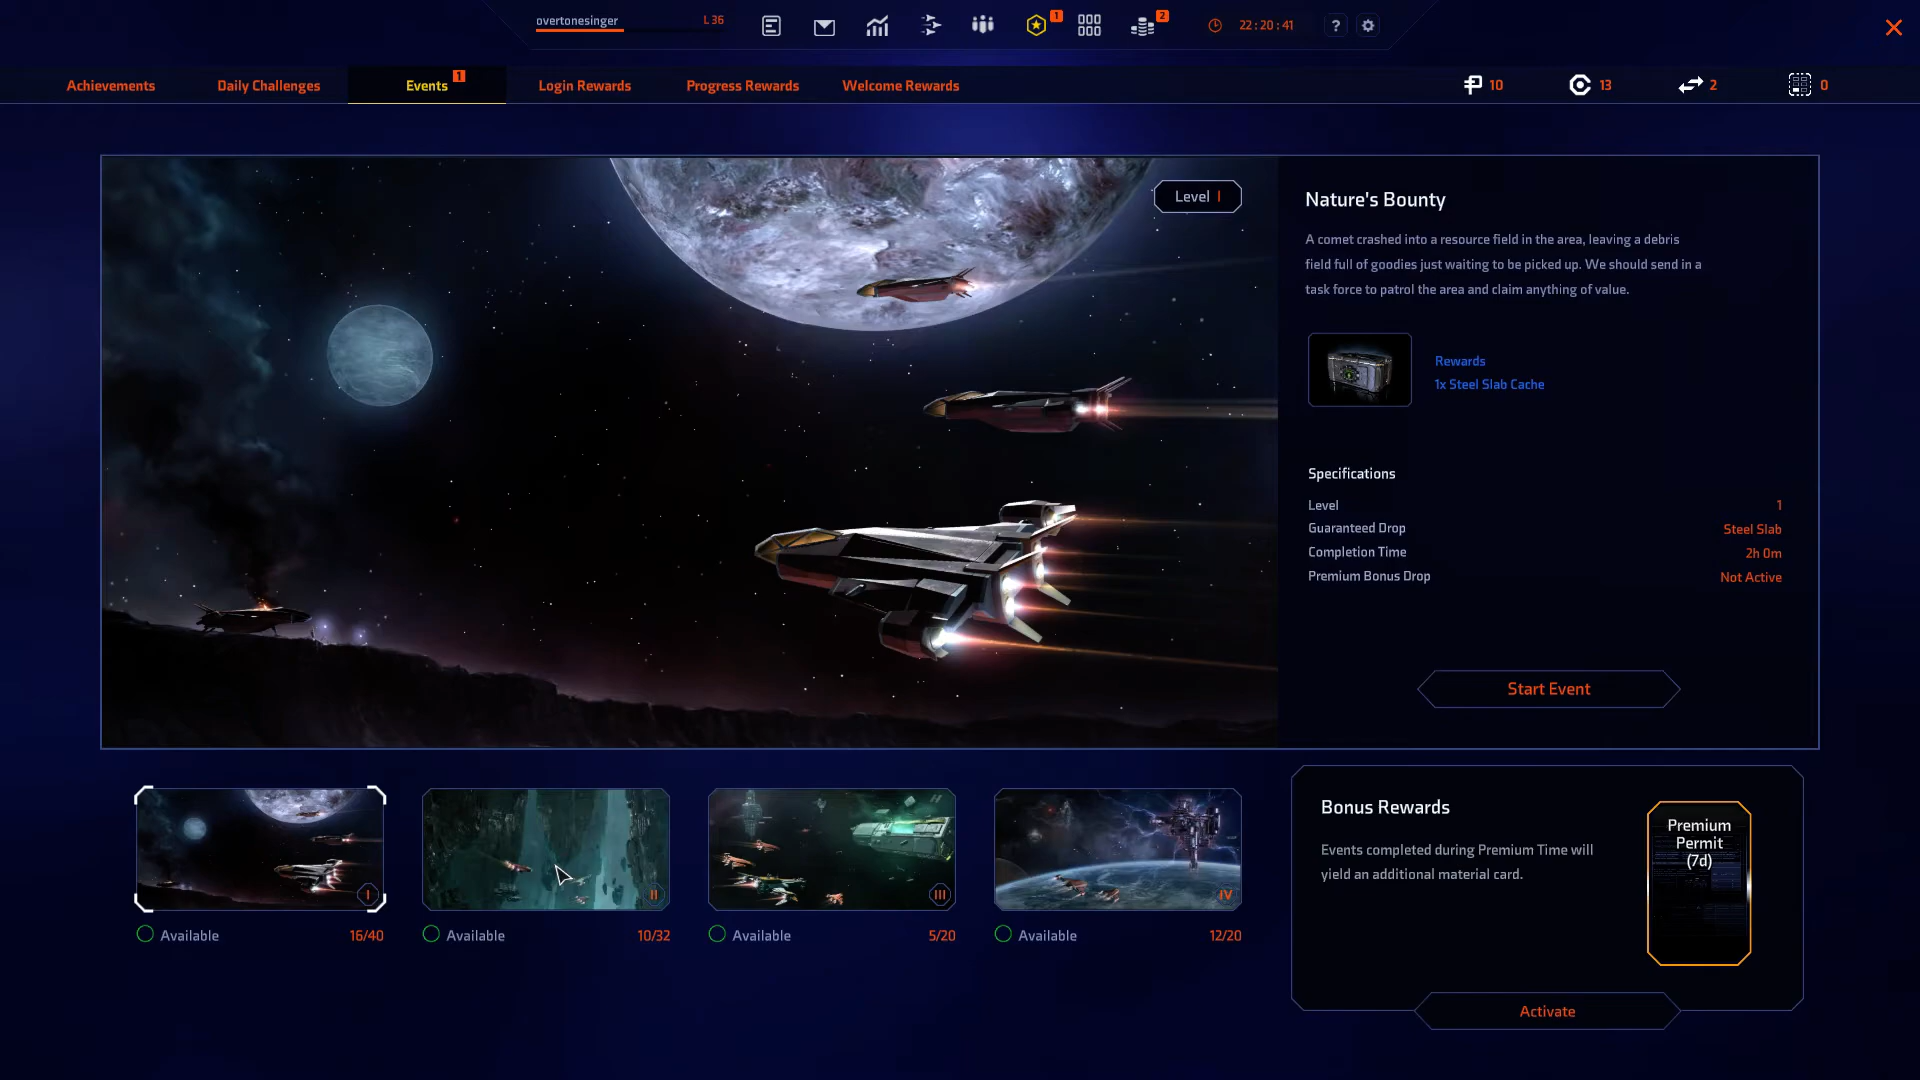 overtonesinger
L 36
1
2
22:20:41
?
Achievements
Daily Challenges
Events
1
Login Rewards
Progress Rewards
Welcome Rewards
10
13
2
0
Level I
Nature's Bounty
A comet crashed into a resource field in the area, leaving a debris
field full of goodies just waiting to be picked up. We should send in a
task force to patrol the area and claim anything of value.
Rewards
1x Steel Slab Cache
Specifications
Level 1
Guaranteed Drop Steel Slab
Completion Time 2h 0m
Premium Bonus Drop Not Active
Start Event
I
II
III
IV
Available 16/40
Available 10/32
Available 5/20
Available 12/20
Bonus Rewards
Events completed during Premium Time will
yield an additional material card.
Premium
Permit
(7d)
Activate